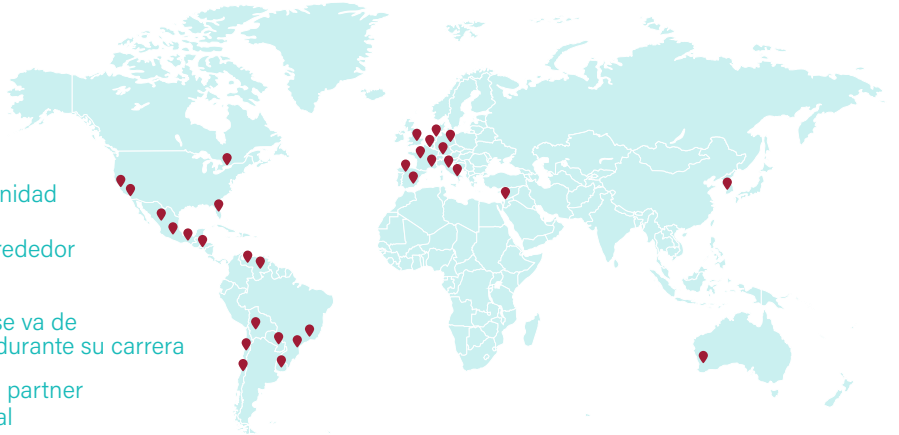 nidad
rededor
se va de
durante su carrera
partner
al